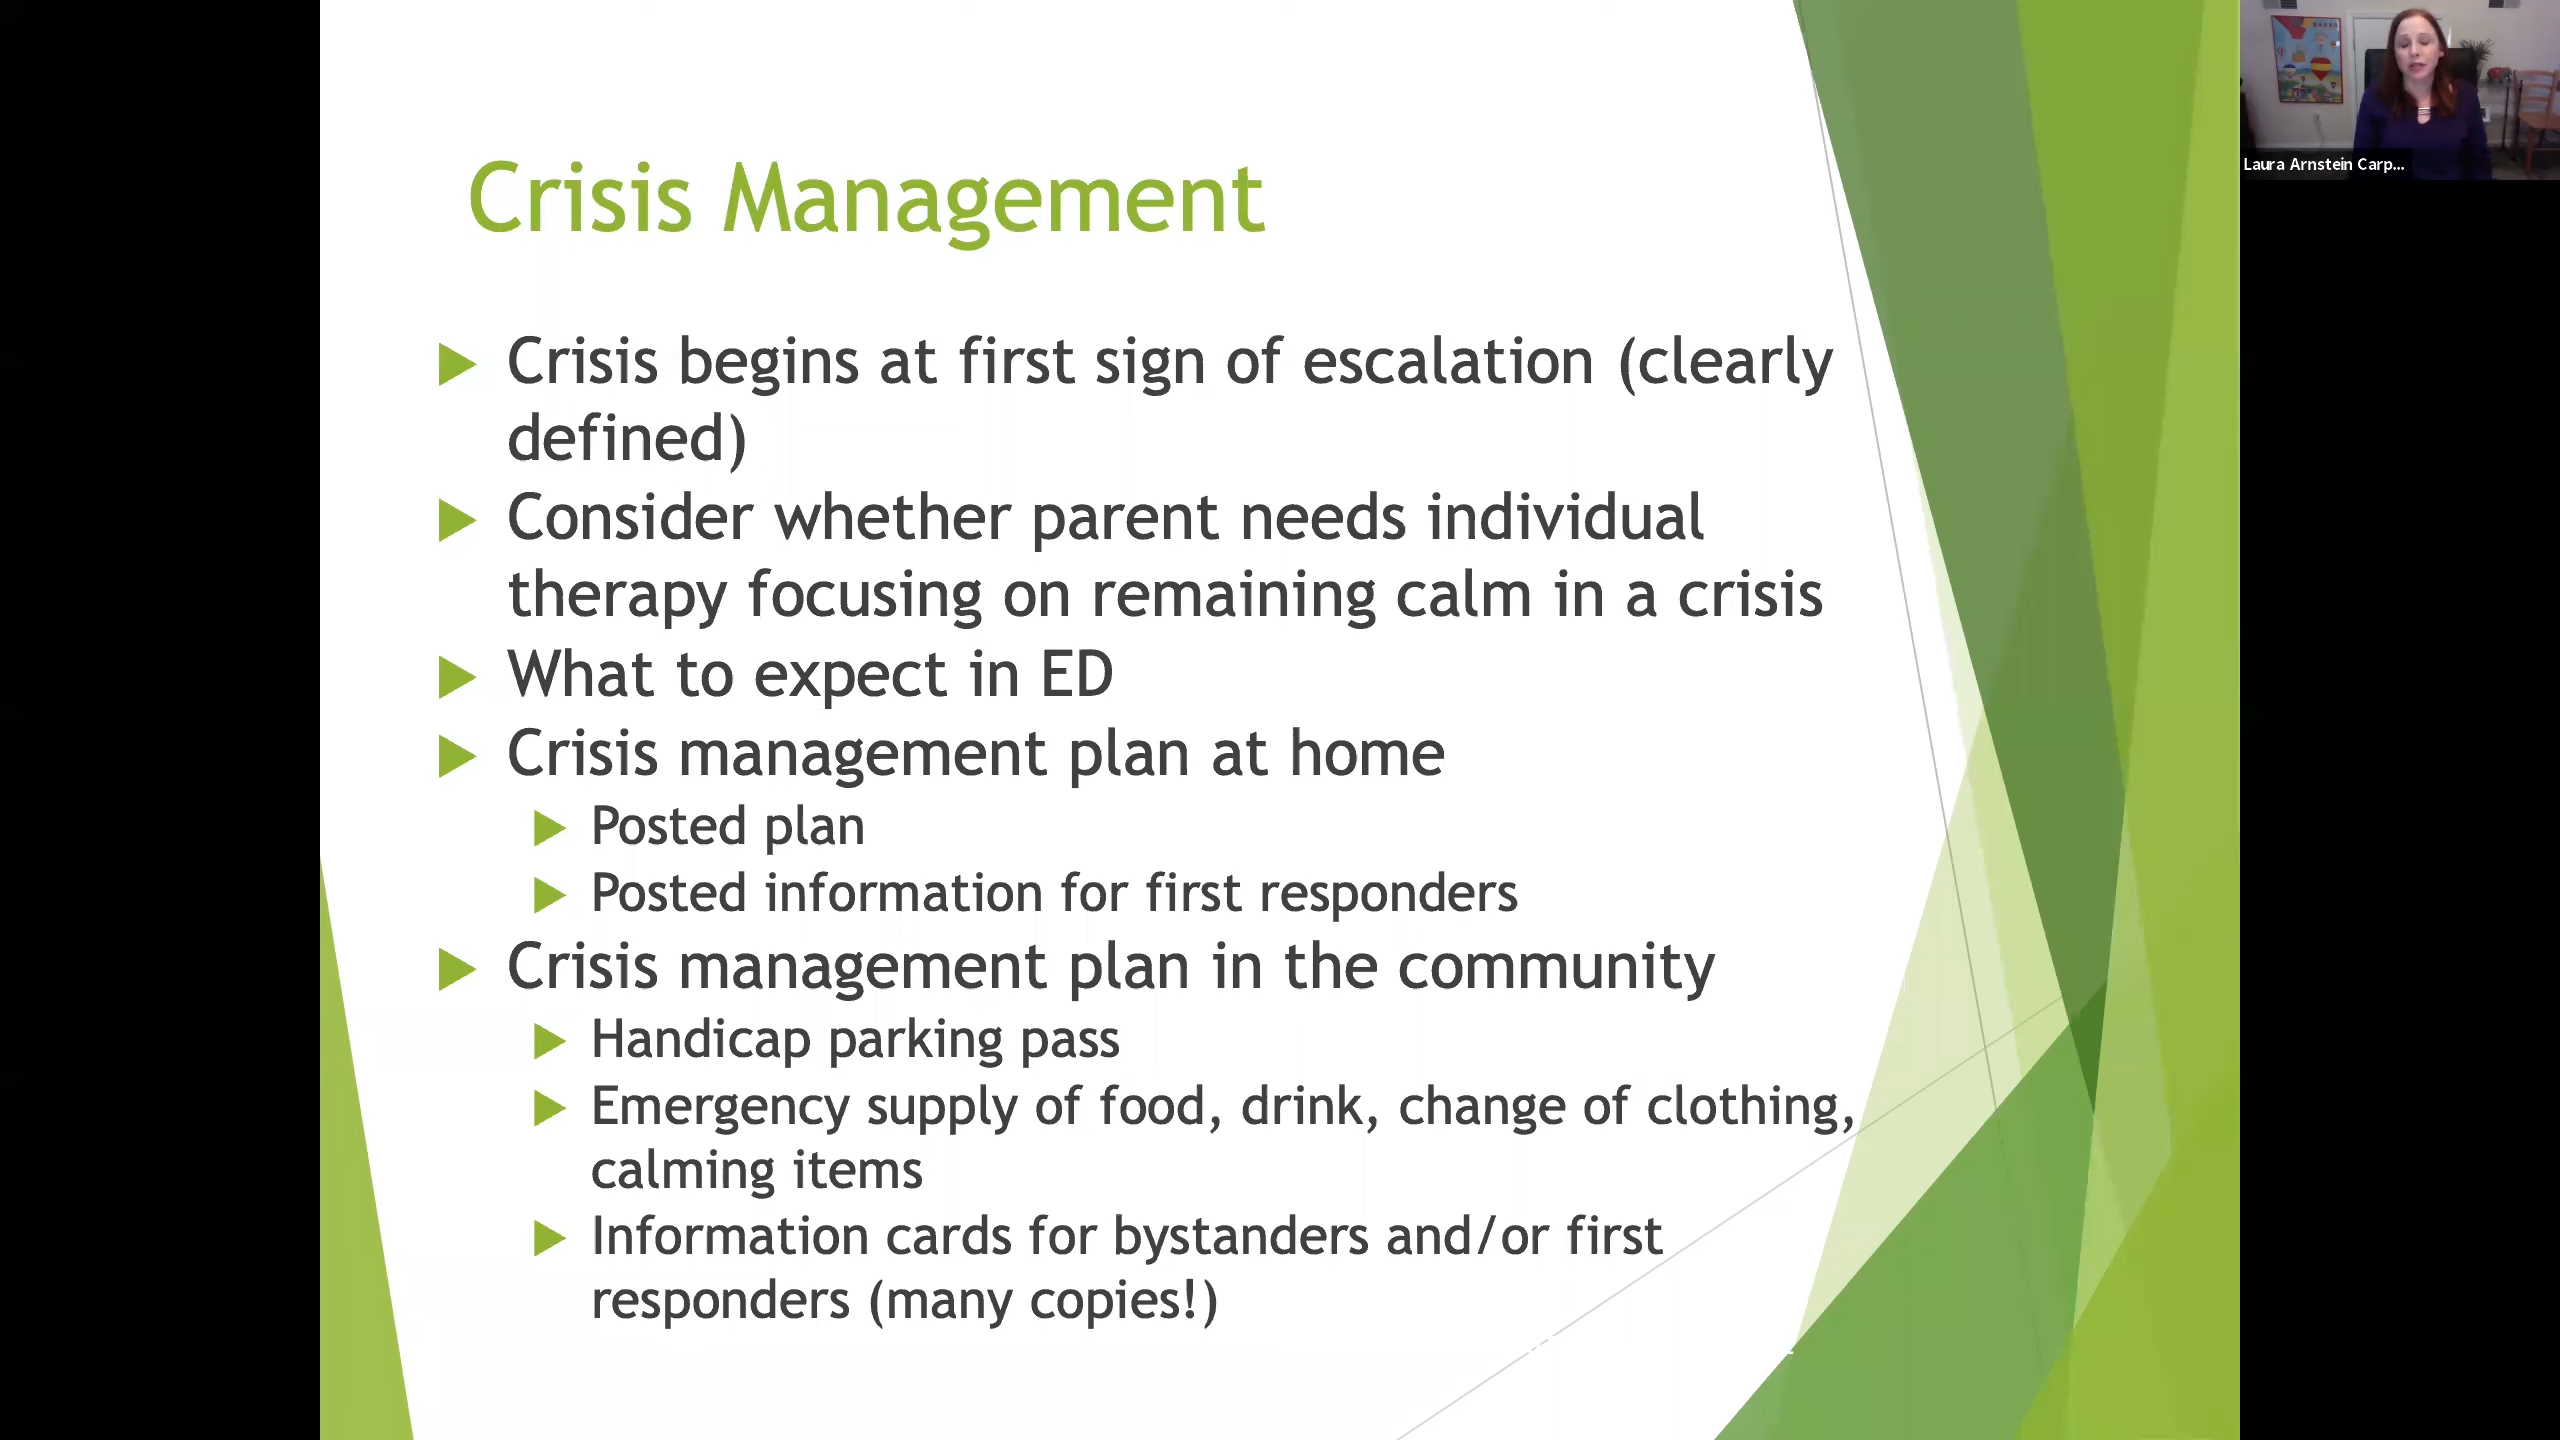 Crisis Management
Crisis begins at first sign of escalation (clearly
defined)
Consider whether parent needs individual
therapy focusing on remaining calm in a crisis
What to expect in ED
Crisis management plan at home
Posted plan
Posted information for first responders
Crisis management plan in the community
Handicap parking pass
Emergency supply of food, drink, change of clothing,
calming items
Information cards for bystanders and/or first
responders (many copies!)
Laura Arnstein Carp...